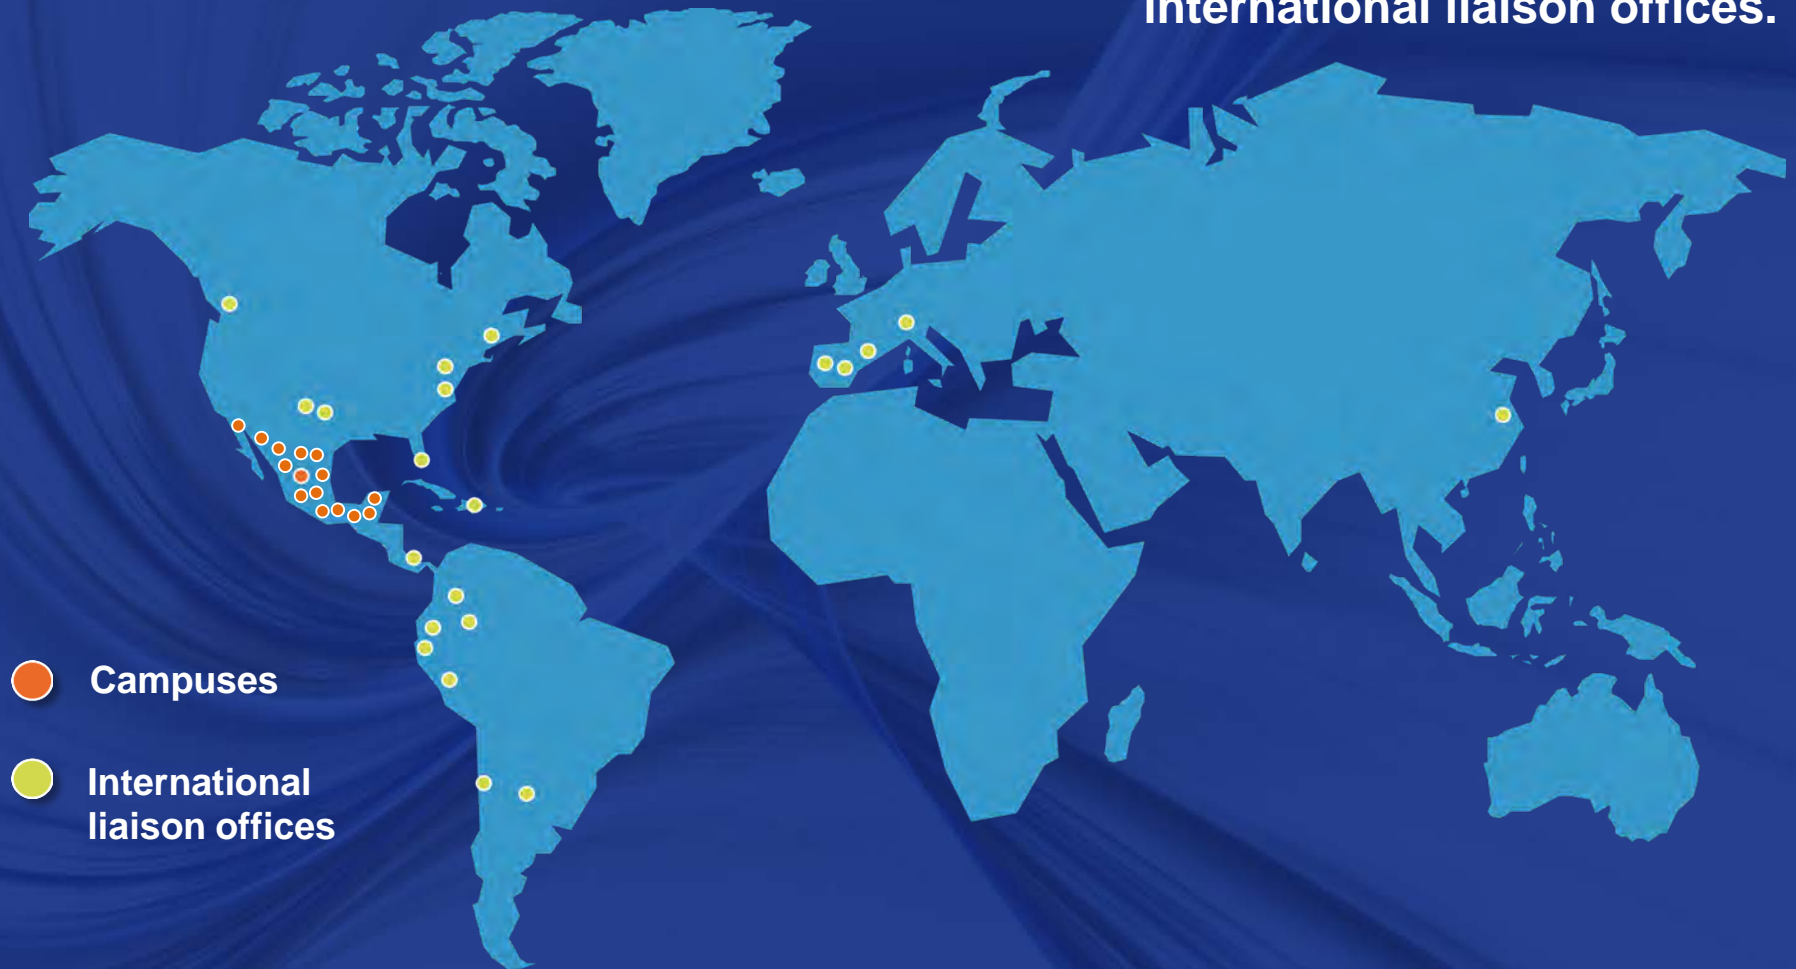 international liaison offices.
Campuses
International
liaison offices